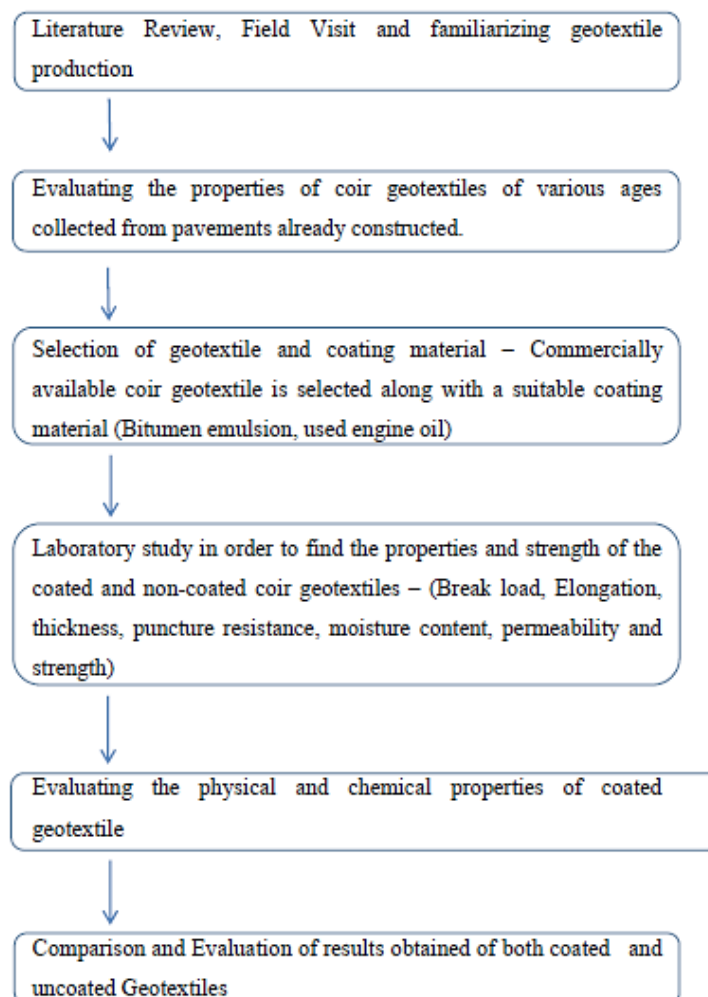 Literature Review, Field Visit and familiarizing geotextile
production
Evaluating the properties of coir geotextiles of various ages
collected from pavements already constructed.
Selection of geotextile and coating material – Commercially
available coir geotextile is selected along with a suitable coating
material (Bitumen emulsion, used engine oil)
Laboratory study in order to find the properties and strength of the
coated and non-coated coir geotextiles – (Break load, Elongation,
thickness, puncture resistance, moisture content, permeability and
strength)
Evaluating the physical and chemical properties of coated
geotextile
Comparison and Evaluation of results obtained of both coated and
uncoated Geotextiles